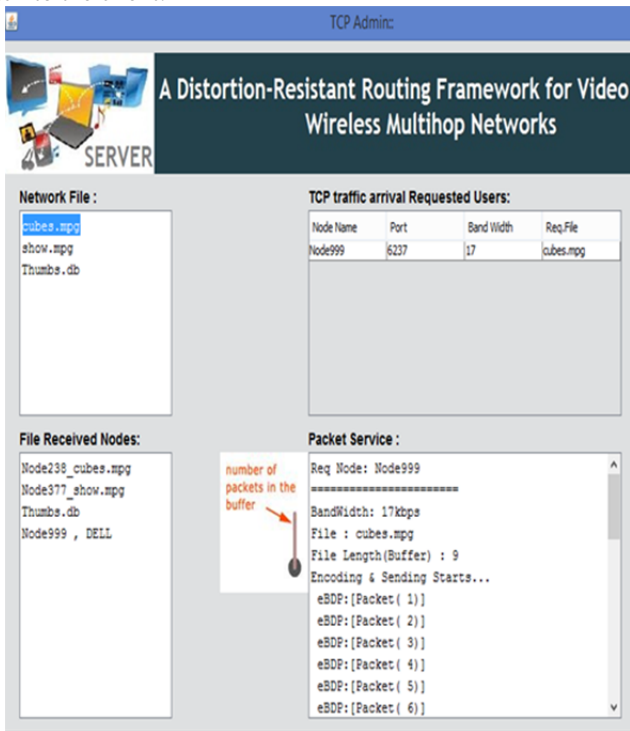 TCP Admin::
A Distortion-Resistant Routing Framework for Video
Wireless Multihop Networks
SERVER
Network File :
cubes.mpg
show.mpg
Thumbs.db
TCP traffic arrival Requested Users:
Node Name Port Band Width Req.File
Node999 6237 17 cubes.mpg
File Received Nodes:
Node238_cubes.mpg
Node377_show.mpg
Thumbs.db
Node999 , DELL
number of
packets in the
buffer
Packet Service :
Req Node: Node999
=======================
BandWidth: 17kbps
File : cubes.mpg
File Length(Buffer) : 9
Encoding & Sending Starts...
eBDP:[Packet( 1)]
eBDP:[Packet( 2)]
eBDP:[Packet( 3)]
eBDP:[Packet( 4)]
eBDP:[Packet( 5)]
eBDP:[Packet( 6)]